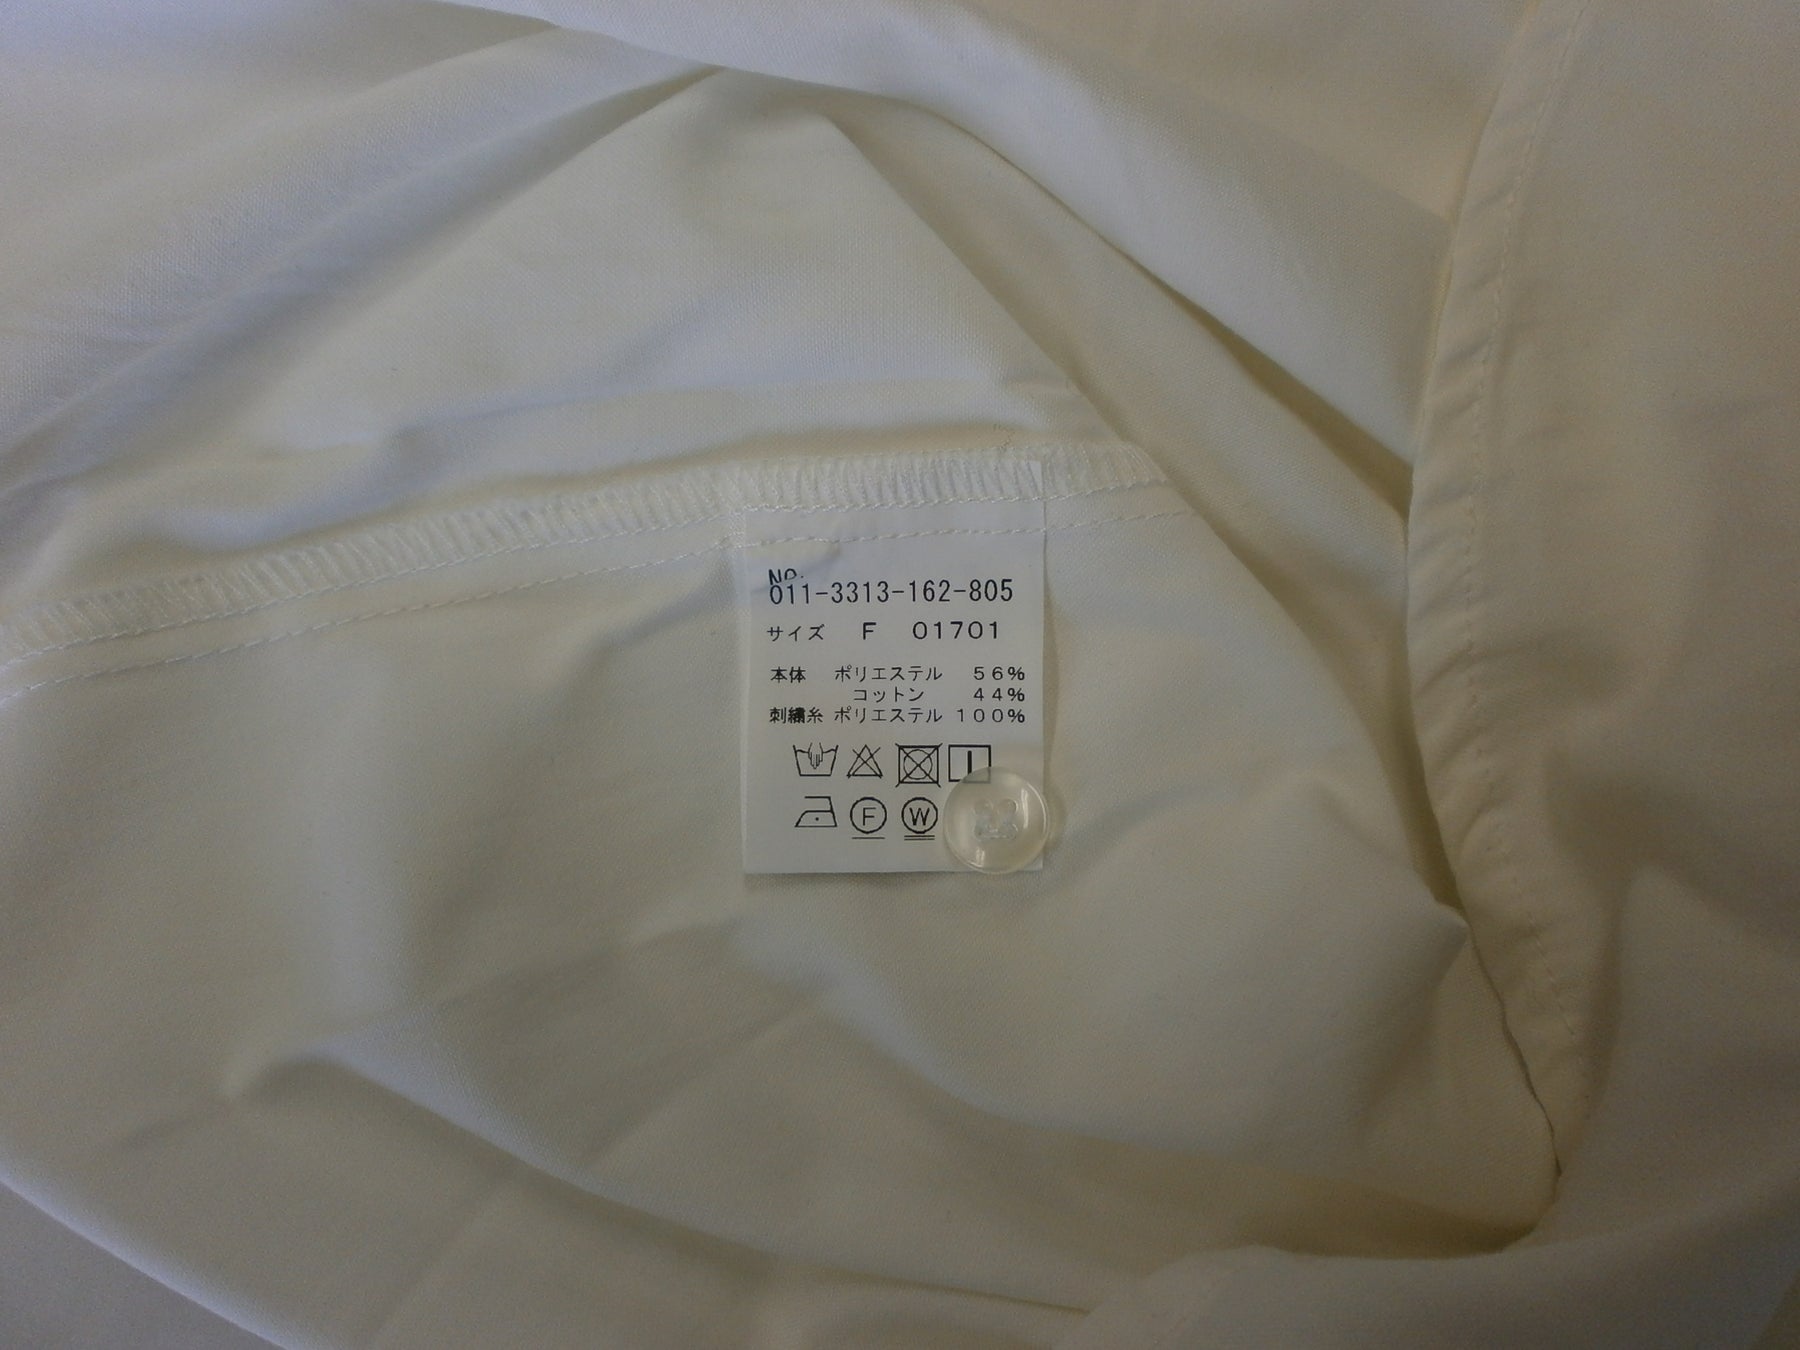 NO.
011-3313-162-805
サイズ F 01701
本体 ポリエステル 56%
コットン 44%
刺繍糸 ポリエステル 100%
F W